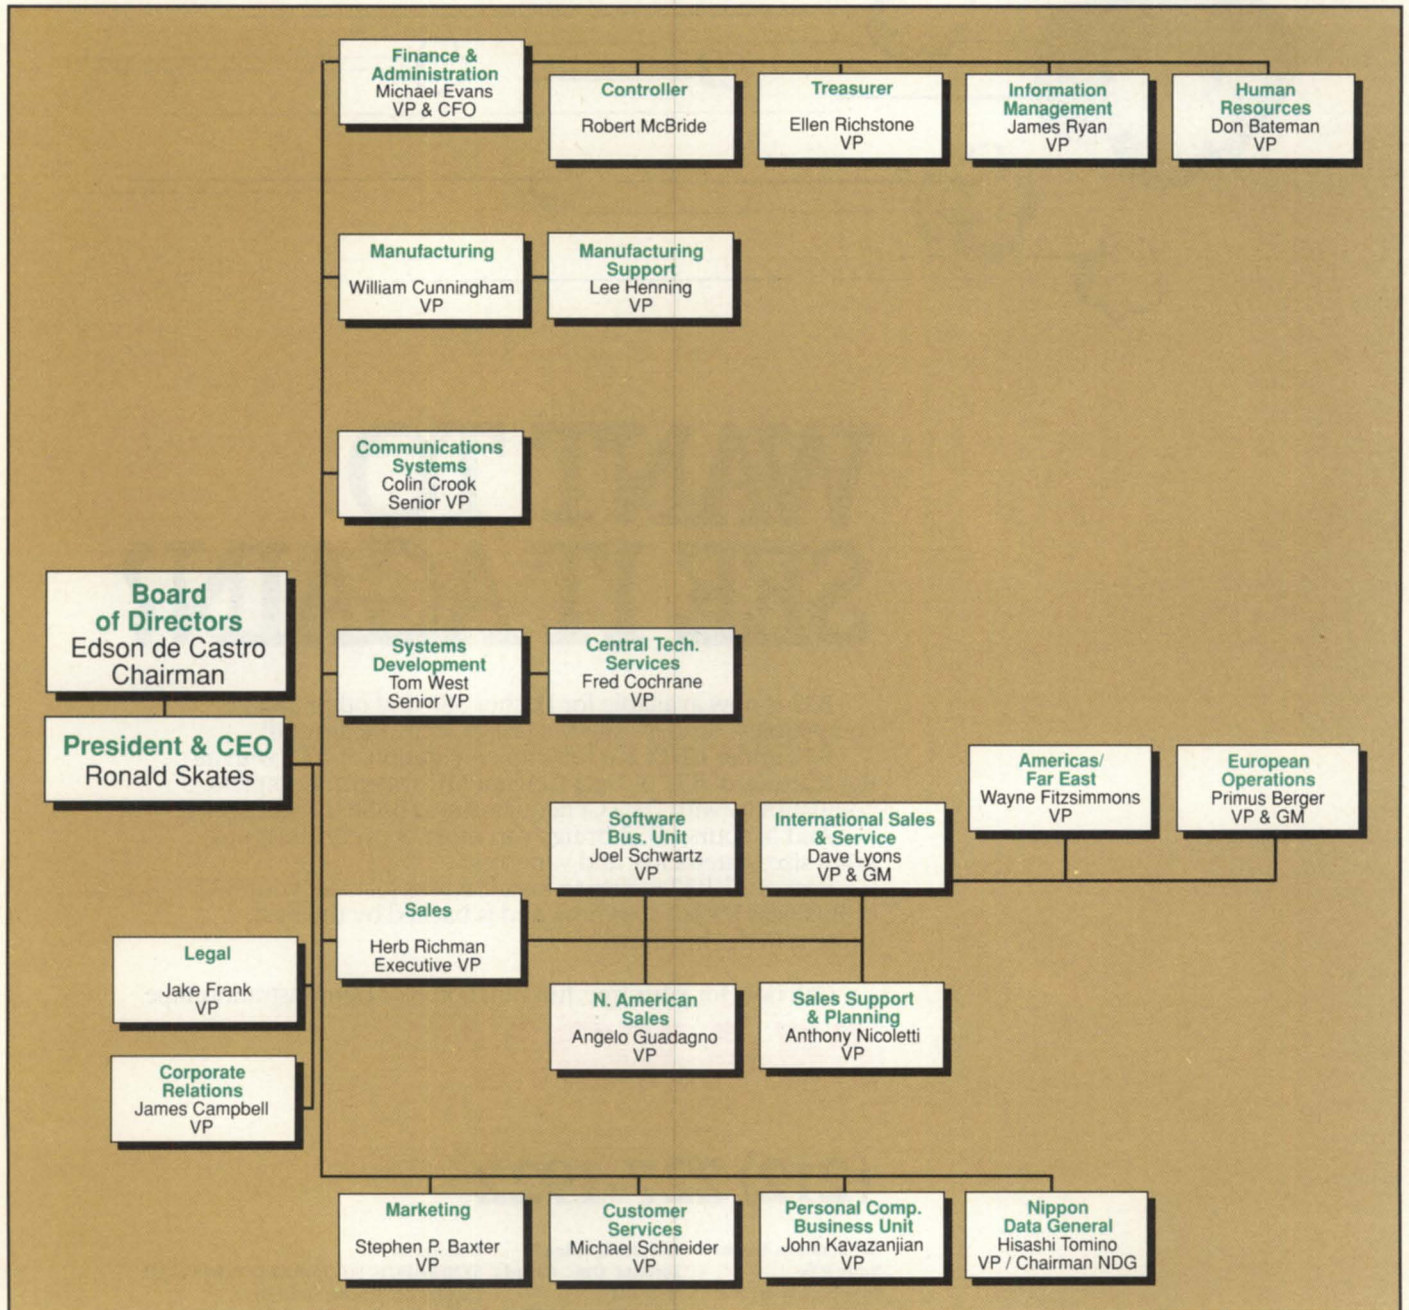 Finance &
Administration
Michael Evans
VP & CFO
Controller
Robert McBride
Treasurer
Ellen Richstone
VP
Information
Management
James Ryan
VP
Human
Resources
Don Bateman
VP
Manufacturing
William Cunningham
VP
Manufacturing
Support
Lee Henning
VP
Communications
Systems
Colin Crook
Senior VP
Board
of Directors
Edson de Castro
Chairman
President & CEO
Ronald Skates
Systems
Development
Tom West
Senior VP
Central Tech.
Services
Fred Cochrane
VP
Americas/
Far East
Wayne Fitzsimmons
VP
European
Operations
Primus Berger
VP & GM
Software
Bus. Unit
Joel Schwartz
VP
International Sales
& Service
Dave Lyons
VP & GM
Sales
Herb Richman
Executive VP
Legal
Jake Frank
VP
N. American
Sales
Angelo Guadagno
VP
Sales Support
& Planning
Anthony Nicoletti
VP
Corporate
Relations
James Campbell
VP
Marketing
Stephen P. Baxter
VP
Customer
Services
Michael Schneider
VP
Personal Comp.
Business Unit
John Kavazanjian
VP
Nippon
Data General
Hisashi Tomino
VP / Chairman NDG